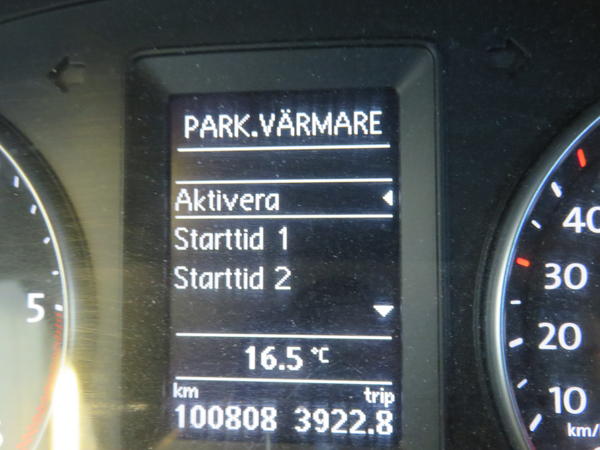 PARK.VÄRMARE
Aktivera
Starttid 1
Starttid 2
16.5 °C
km trip
100808 3922.8
5
40
30
20
10
km/